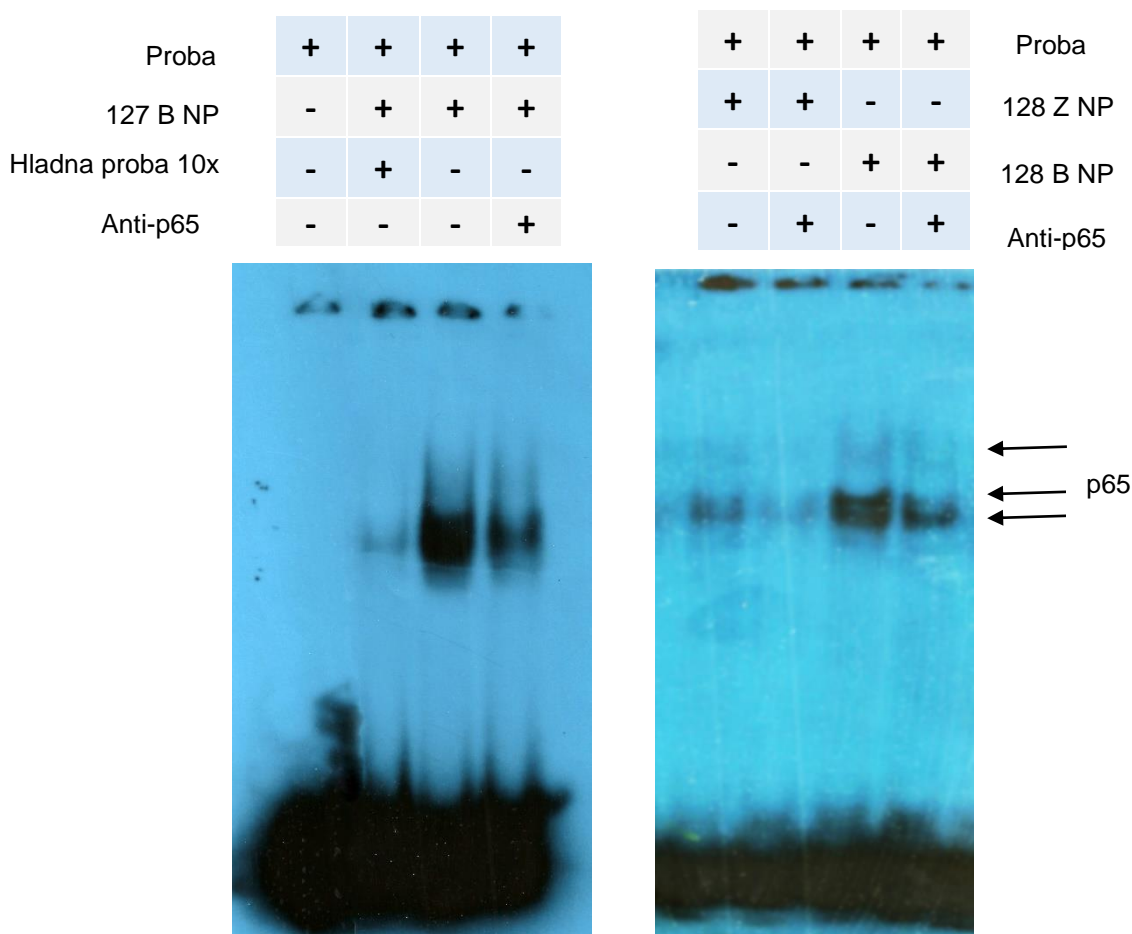 Proba + + + +
127 B NP - + + +
Hladna proba 10x - + - -
Anti-p65 - - - +
+ + + + Proba
+ + - - 128 Z NP
- - + + 128 B NP
- + - + Anti-p65
p65